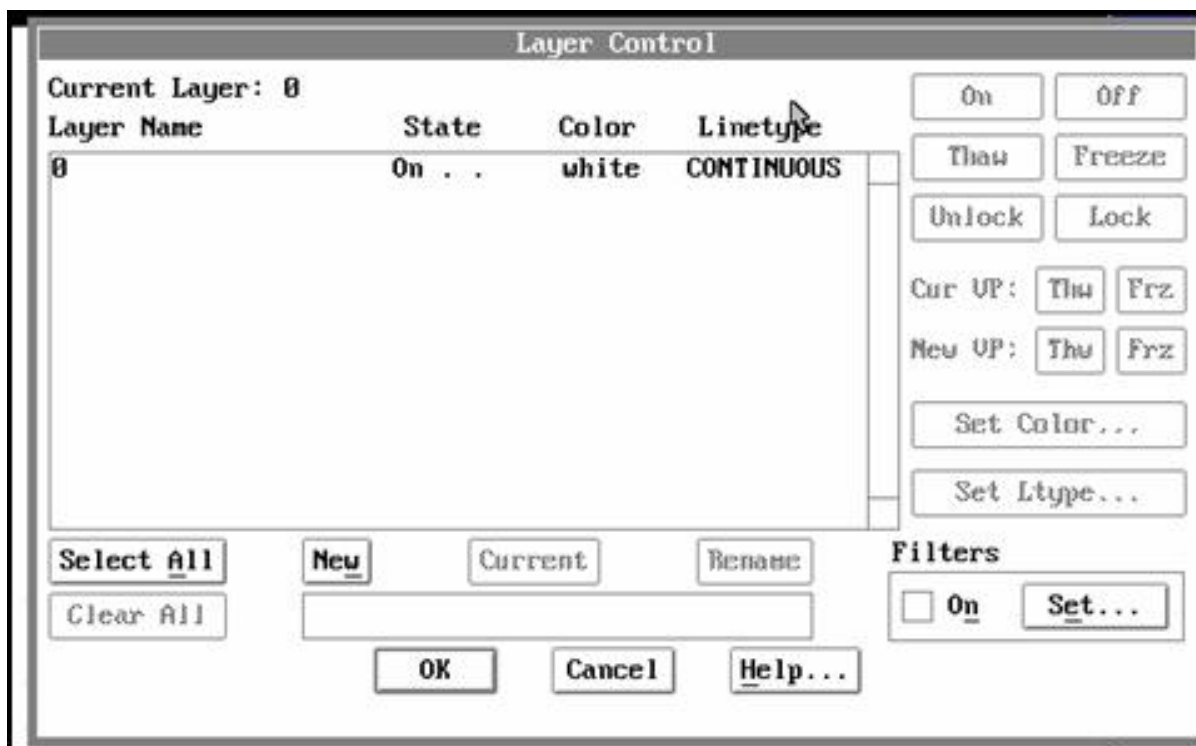 Layer Control
Current Layer: 0
Layer Name State Color Linetype
0 On . . white CONTINUOUS
On Off
Thaw Freeze
Unlock Lock
Cur VP: Thw Frz
New VP: Thw Frz
Set Color...
Set Ltype...
Select All New Current Rename
Clear All
Filters
On Set...
OK Cancel Help...